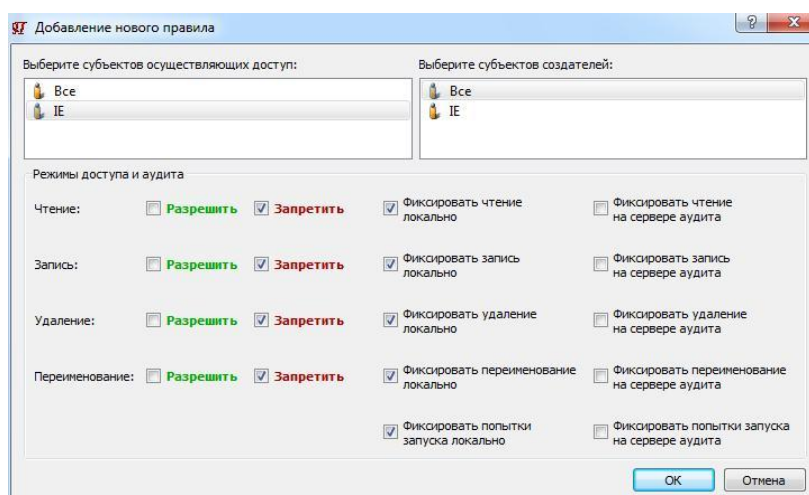 Добавление нового правила
Выберите субъектов осуществляющих доступ:
Выберите субъектов создателей:
Все
IE
Все
IE
Режимы доступа и аудита
Чтение:
Разрешить
Запретить
Фиксировать чтение
локально
Фиксировать чтение
на сервере аудита
Запись:
Разрешить
Запретить
Фиксировать запись
локально
Фиксировать запись
на сервере аудита
Удаление:
Разрешить
Запретить
Фиксировать удаление
локально
Фиксировать удаление
на сервере аудита
Переименование:
Разрешить
Запретить
Фиксировать переименование
локально
Фиксировать переименование
на сервере аудита
Фиксировать попытки
запуска локально
Фиксировать попытки запуска
на сервере аудита
OK
Отмена